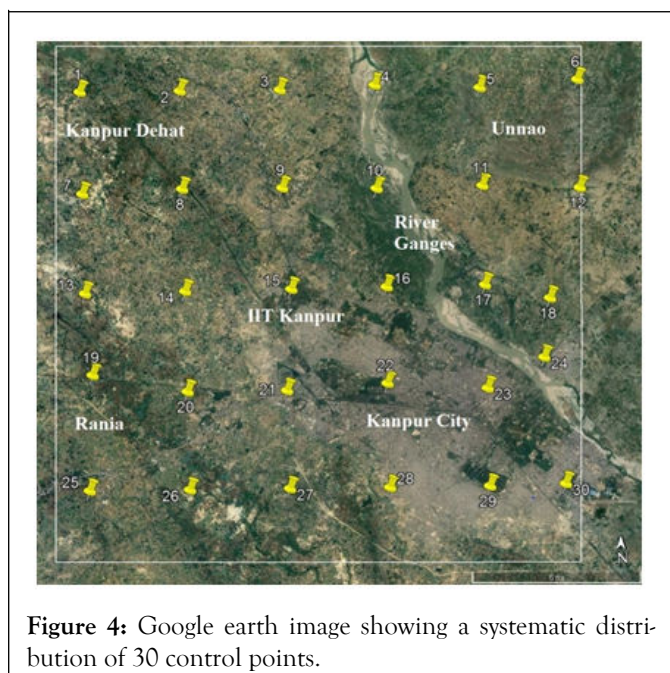 1 2 3 4 5 6
Kanpur Dehat Unnao
7 8 9 10 11 12
River
Ganges
13 14 15 16 17 18
IIT Kanpur
19 20 21 22 23 24
Rania Kanpur City
25 26 27 28 29 30
N
Figure 4: Google earth image showing a systematic distri-
bution of 30 control points.